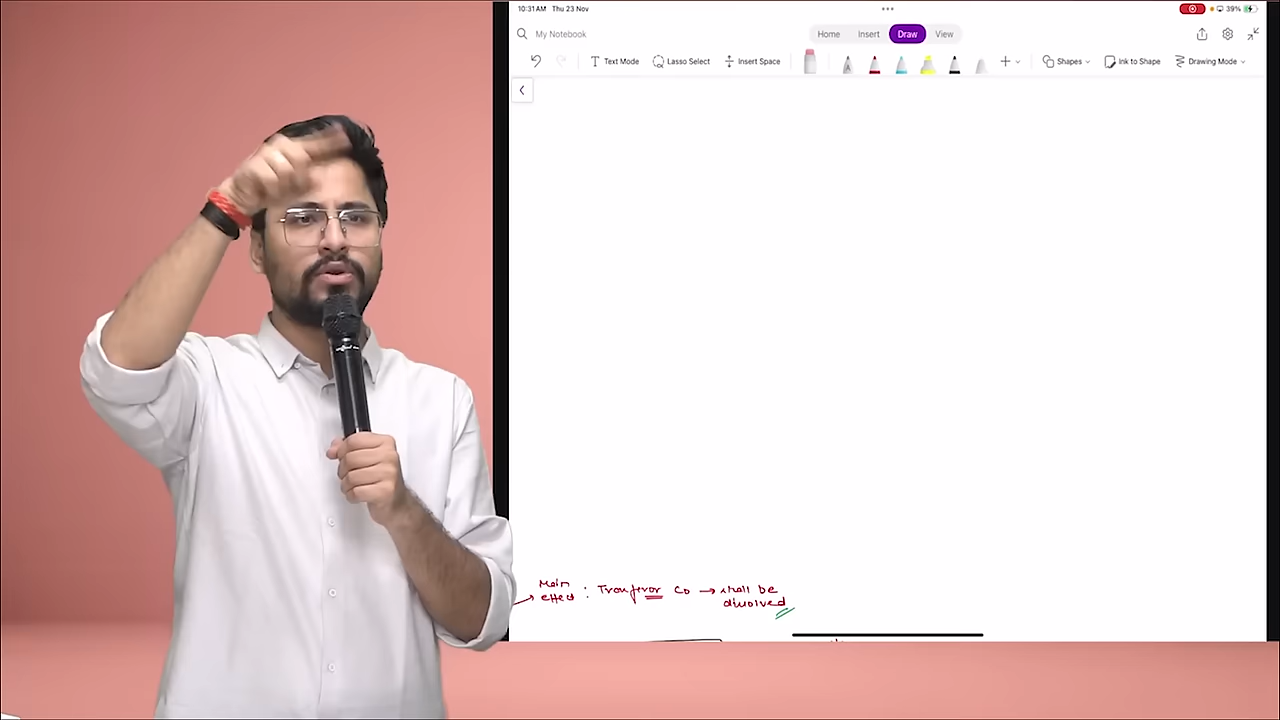 10:31 AM Thu 23 Nov
39%
My Notebook
Home Insert Draw View
Text Mode Lasso Select Insert Space Shapes Ink to Shape Drawing Mode
Main
effect : Transferor Co → shall be
dissolved